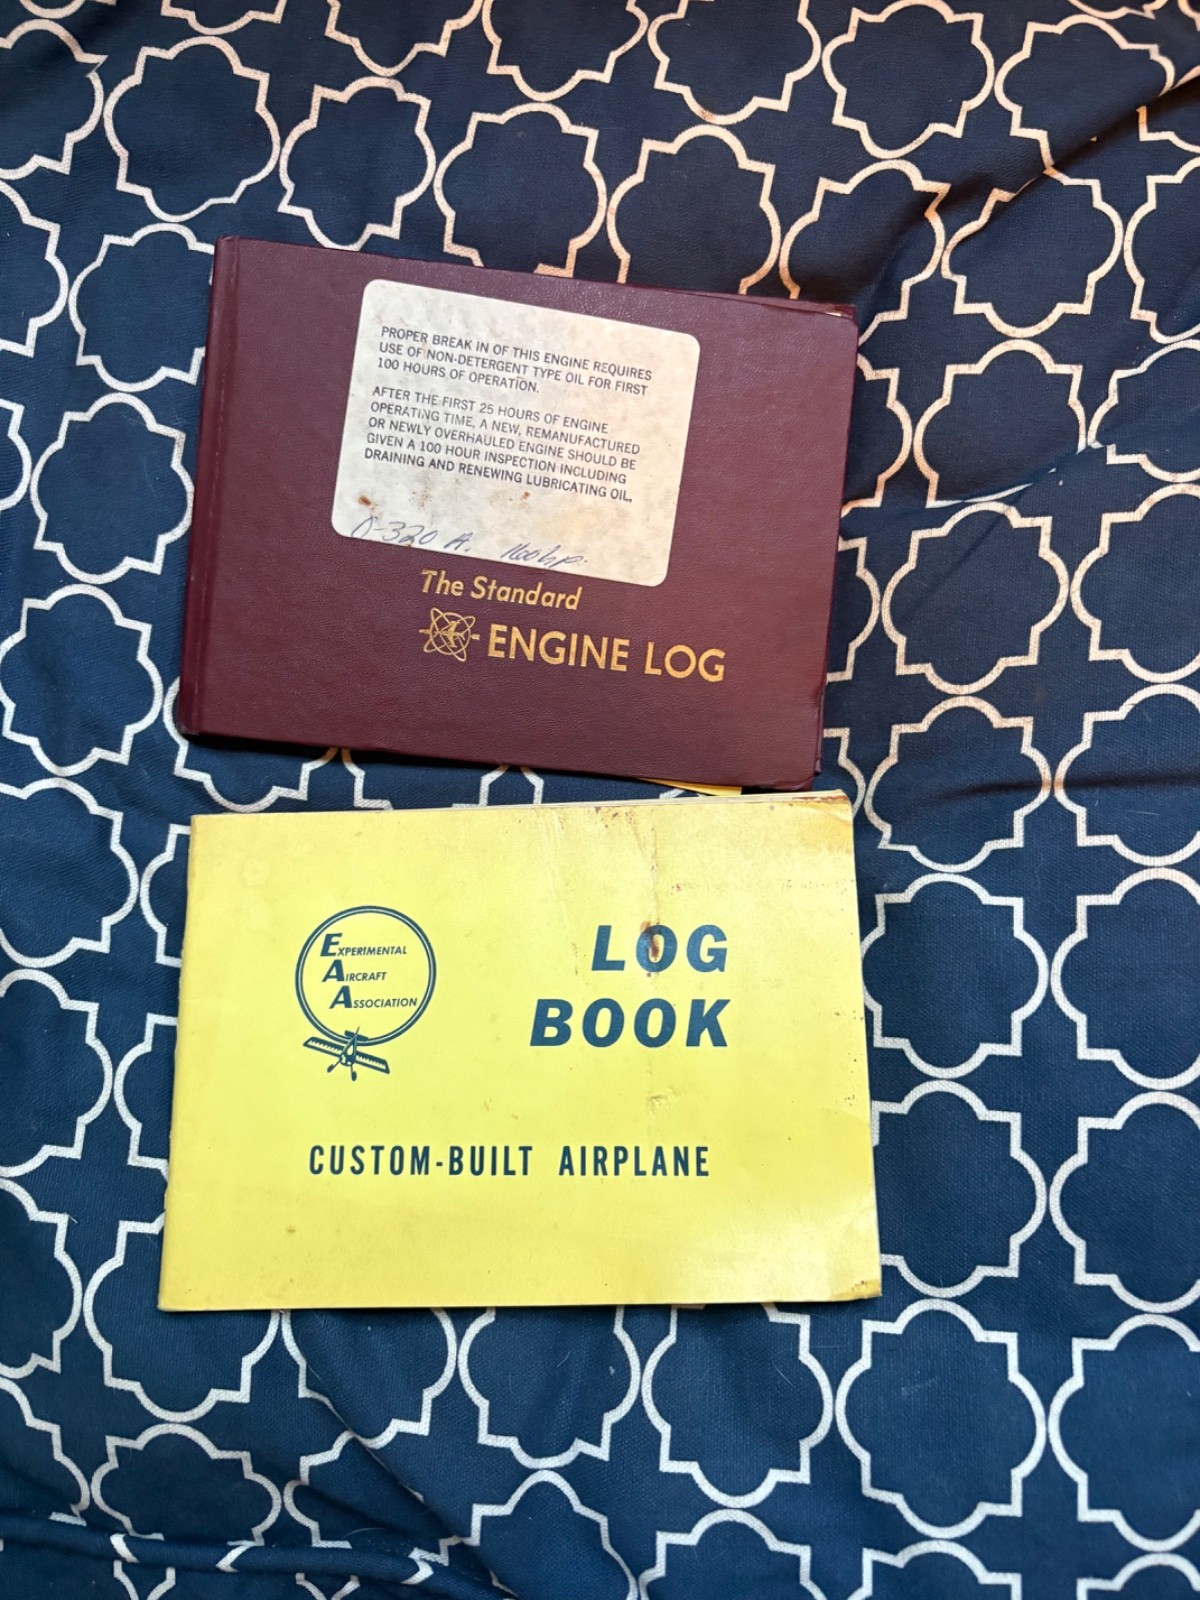 PROPER BREAK IN OF THIS ENGINE REQUIRES
USE OF NON-DETERGENT TYPE OIL FOR FIRST
100 HOURS OF OPERATION.
AFTER THE FIRST 25 HOURS OF ENGINE
OPERATING TIME, A NEW, REMANUFACTURED
OR NEWLY OVERHAULED ENGINE SHOULD BE
GIVEN A 100 HOUR INSPECTION INCLUDING
DRAINING AND RENEWING LUBRICATING OIL.
O-320 A. 160 hp.
The Standard
ENGINE LOG
EXPERIMENTAL
AIRCRAFT
ASSOCIATION
LOG
BOOK
CUSTOM-BUILT AIRPLANE